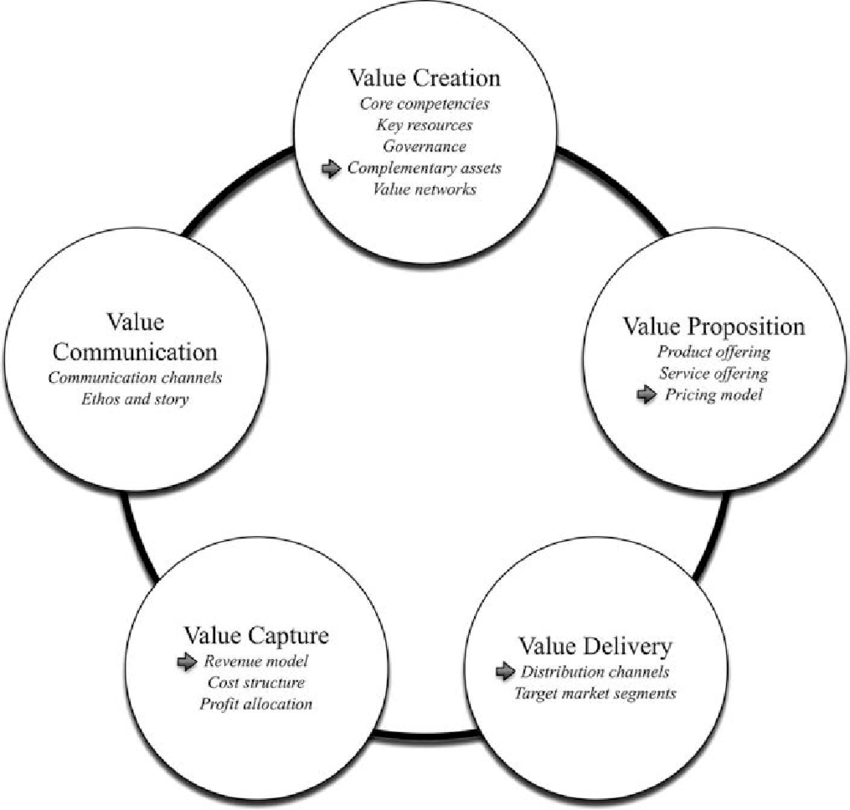 Value Creation
Core competencies
Key resources
Governance
Complementary assets
Value networks
Value Proposition
Product offering
Service offering
Pricing model
Value Delivery
Distribution channels
Target market segments
Value Capture
Revenue model
Cost structure
Profit allocation
Value
Communication
Communication channels
Ethos and story